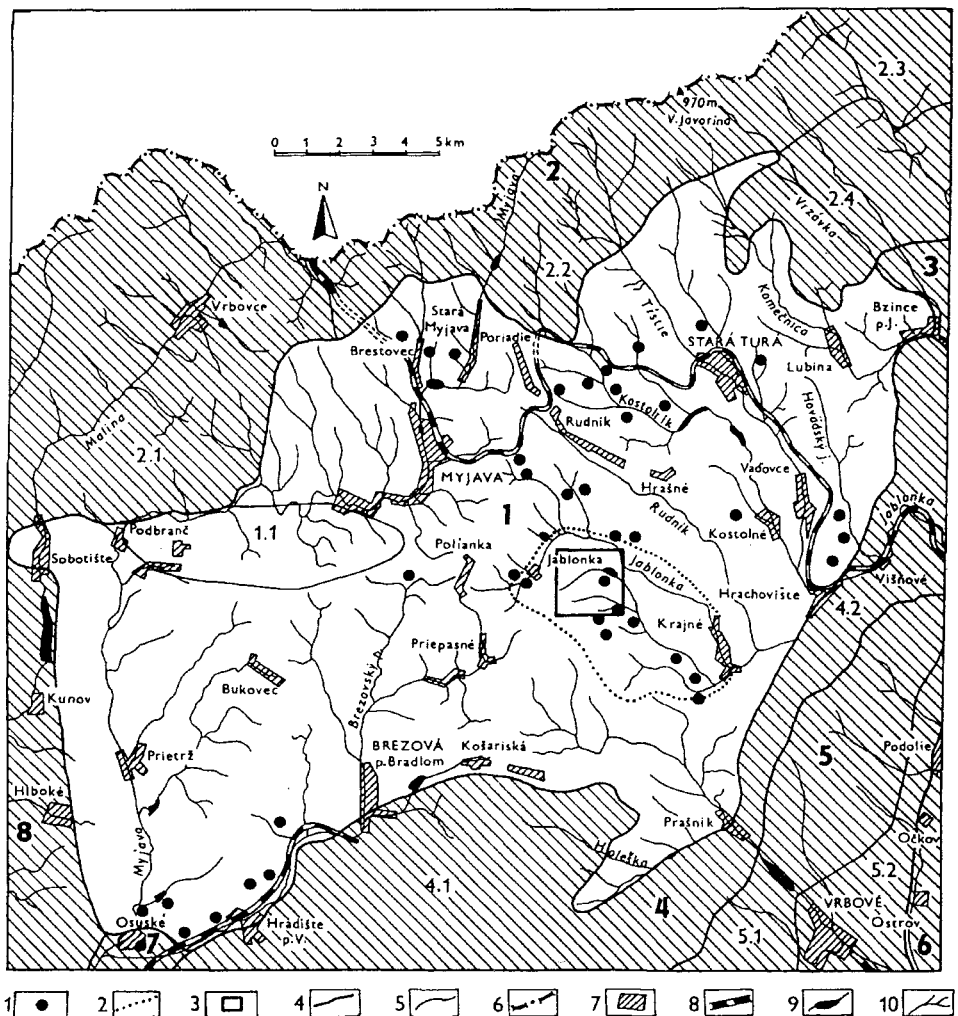 2.3
970m
V. Javorina
0 1 2 3 4 5 km
2
Myjava
N
2.4
Vrzávka
3
2.2
Vrbovce
Stará
Myjava
Tŕstie
Kamečnica
Bzince
p.J.
Brestovec
Poriadie
STARÁ TURÁ
Lubina
Kostolník
Malina
Rudník
Hovädský j.
2.1
MYJAVA
Hrašné
Vaďovce
Jablonka
1
Rudník
Kostolné
1.1
Podbranč
Polianka
Sobotište
Jablonka
Jablonka
Višňové
Hrachovište
4.2
Krajné
Priepasné
Brezovský p.
Bukovec
Kunov
5
Podolie
Prietrž
BREZOVÁ
p.Bradlom
Košariská
Hlboké
8
Prašník
Očkov
Myjava
Holeška
4.1
5.2
4
VRBOVÉ
Ostrov
Osuské
7
Hradište
p.V.
5.1
6
1 2 3 4 5 6 7 8 9 10